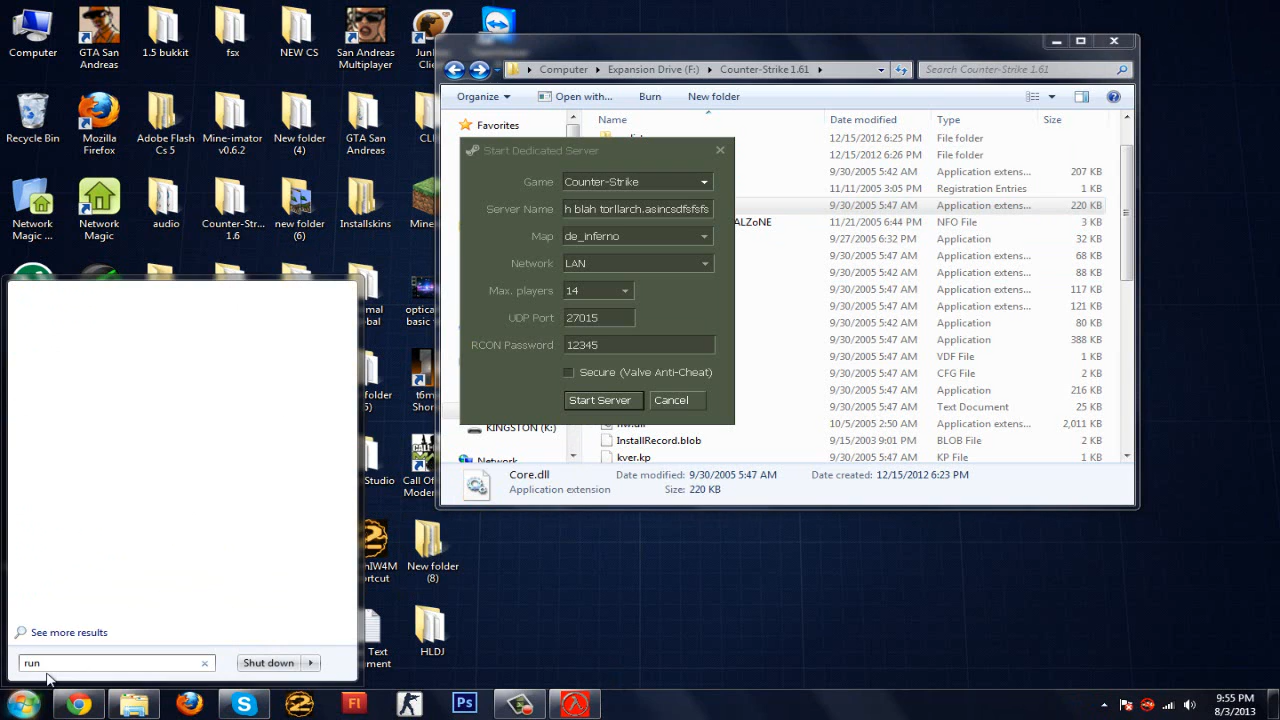 Computer
GTA San
Andreas
1.5 bukkit
fsx
NEW CS
San Andreas
Multiplayer
Recycle Bin
Mozilla
Firefox
Adobe Flash
Cs 5
Mine-imator
v0.6.2
New folder
(4)
GTA San
Andreas
Network
Magic ...
Network
Magic
audio
Counter-Str...
1.6
new folder
(6)
Installskins
optical
basic
t6m
Shor
Studio
Call Of
Modern
New folder
(8)
Text
HLDJ
Computer
Expansion Drive (F:)
Counter-Strike 1.61
Search Counter-Strike 1.61
Organize
Open with...
Burn
New folder
Favorites
Name
Date modified
Type
Size
12/15/2012 6:25 PM File folder
12/15/2012 6:26 PM File folder
9/30/2005 5:47 AM Application extens... 207 KB
11/11/2005 3:05 PM Registration Entries 1 KB
9/30/2005 5:47 AM Application extens... 220 KB
ALZoNE 11/21/2005 6:44 PM NFO File 3 KB
9/27/2005 6:32 PM Application 32 KB
9/30/2005 5:47 AM Application extens... 68 KB
9/30/2005 5:47 AM Application extens... 88 KB
9/30/2005 5:47 AM Application extens... 117 KB
9/30/2005 5:47 AM Application extens... 121 KB
9/30/2005 5:47 AM Application 80 KB
9/30/2005 5:47 AM Application 388 KB
9/30/2005 5:47 AM VDF File 1 KB
9/30/2005 5:47 AM CFG File 2 KB
9/30/2005 5:47 AM Application 216 KB
9/30/2005 5:47 AM Text Document 25 KB
10/5/2005 2:50 AM Application extens... 2,011 KB
InstallRecord.blob 9/15/2003 9:01 PM BLOB File 2 KB
kver.kp 9/30/2005 5:47 AM KP File 1 KB
KINGSTON (K:)
Network
Core.dll
Date modified: 9/30/2005 5:47 AM
Date created: 12/15/2012 6:23 PM
Application extension
Size: 220 KB
Start Dedicated Server
Game Counter-Strike
Server Name h blah torllarch.asincsdfsfsfs
Map de_inferno
Network LAN
Max. players 14
UDP Port 27015
RCON Password 12345
Secure (Valve Anti-Cheat)
Start Server
Cancel
See more results
run
Shut down
Fl
Ps
9:55 PM
8/3/2013